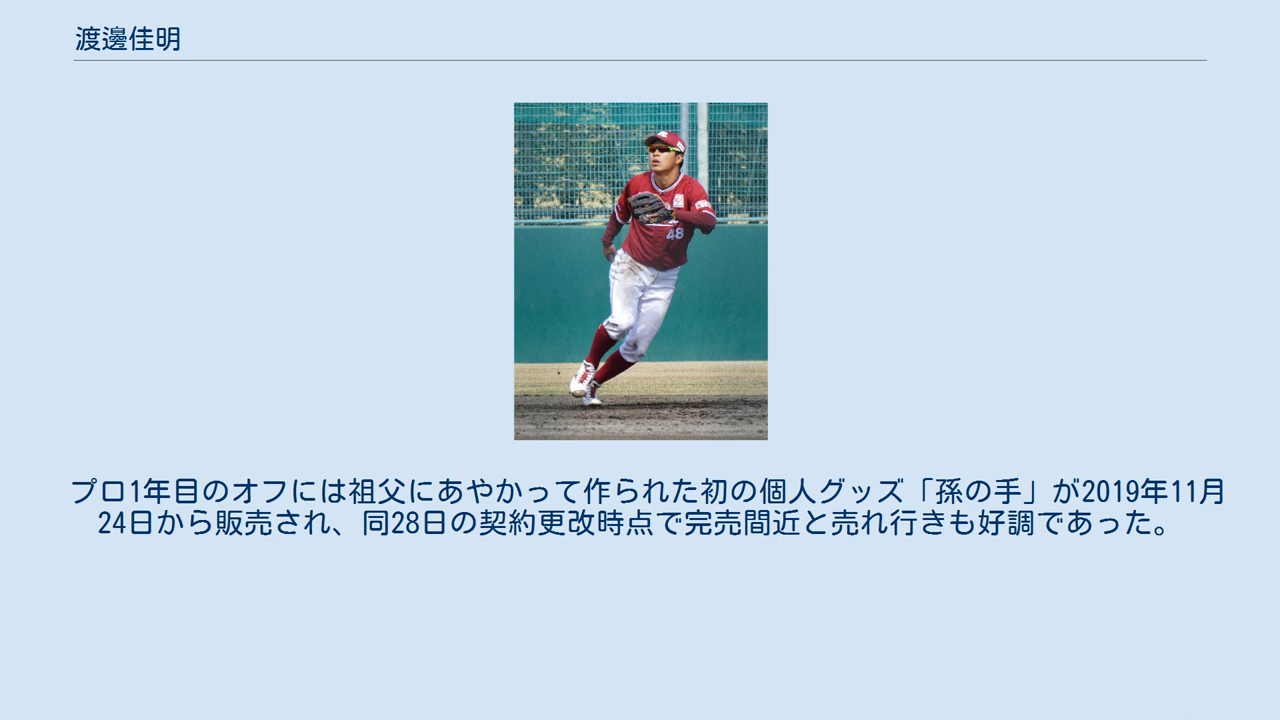 渡邊佳明
48
プロ1年目のオフには祖父にあやかって作られた初の個人グッズ「孫の手」が2019年11月
24日から販売され、同28日の契約更改時点で完売間近と売れ行きも好調であった。